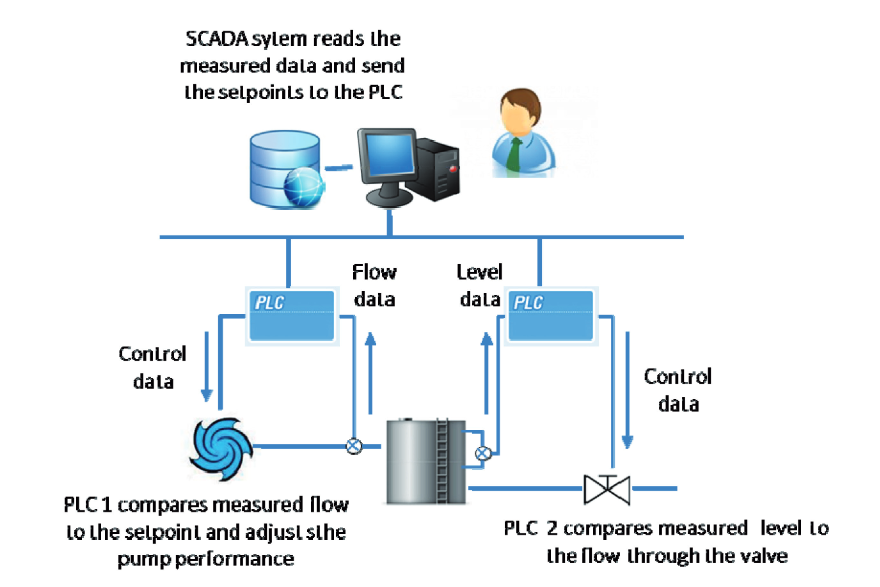 SCADA sytem reads the
measured data and send
the setpoints to the PLC
Flow
data
Level
data
PLC
PLC
Control
data
Control
data
PLC 1 compares measured flow
to the setpoint and adjust sthe
pump performance
PLC 2 compares measured level to
the flow through the valve